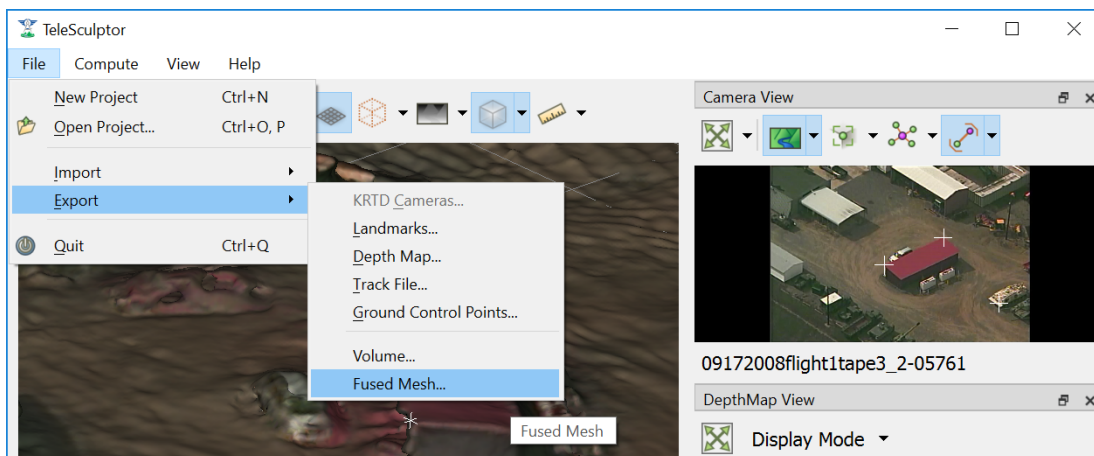 TeleSculptor
File Compute View Help
New Project Ctrl+N
Open Project... Ctrl+O, P
Import
Export
Quit Ctrl+Q
KRTD Cameras...
Landmarks...
Depth Map...
Track File...
Ground Control Points...
Volume...
Fused Mesh...
Fused Mesh
Camera View
09172008flight1tape3_2-05761
DepthMap View
Display Mode